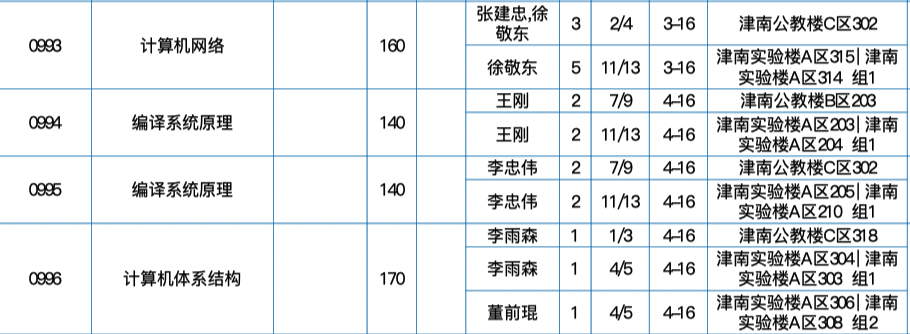 0993 计算机网络 160 张建忠,徐敬东 3 2/4 3-16 津南公教楼C区302
徐敬东 5 11/13 3-16 津南实验楼A区315| 津南实验楼A区314 组1
0994 编译系统原理 140 王刚 2 7/9 4-16 津南公教楼B区203
王刚 2 11/13 4-16 津南实验楼A区203| 津南实验楼A区204 组1
0995 编译系统原理 140 李忠伟 2 7/9 4-16 津南公教楼C区302
李忠伟 2 11/13 4-16 津南实验楼A区205| 津南实验楼A区210 组1
0996 计算机体系结构 170 李雨森 1 1/3 4-16 津南公教楼C区318
李雨森 1 4/5 4-16 津南实验楼A区304| 津南实验楼A区303 组1
董前琨 1 4/5 4-16 津南实验楼A区306| 津南实验楼A区308 组2